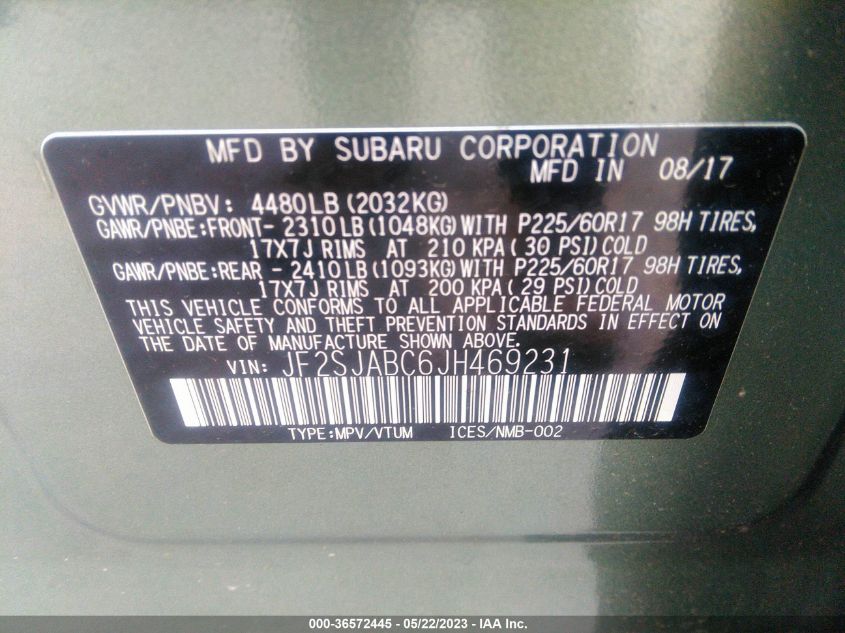 MFD BY SUBARU CORPORATION
MFD IN 08/17
GVWR/PNBV: 4480LB(2032KG)
GAWR/PNBE:FRONT- 2310LB(1048KG)WITH P225/60R17 98H TIRES,
17X7J RIMS AT 210 KPA(30 PSI)COLD
GAWR/PNBE:REAR - 2410LB(1093KG)WITH P225/60R17 98H TIRES,
17X7J RIMS AT 200 KPA(29 PSI)COLD
THIS VEHICLE CONFORMS TO ALL APPLICABLE FEDERAL MOTOR
VEHICLE SAFETY AND THEFT PREVENTION STANDARDS IN EFFECT ON
THE DATE OF MANUFACTURE SHOWN ABOVE.
VIN: JF2SJABC6JH469231
TYPE:MPV/VTUM ICES/NMB-002
000-36572445 - 05/22/2023 - IAA Inc.